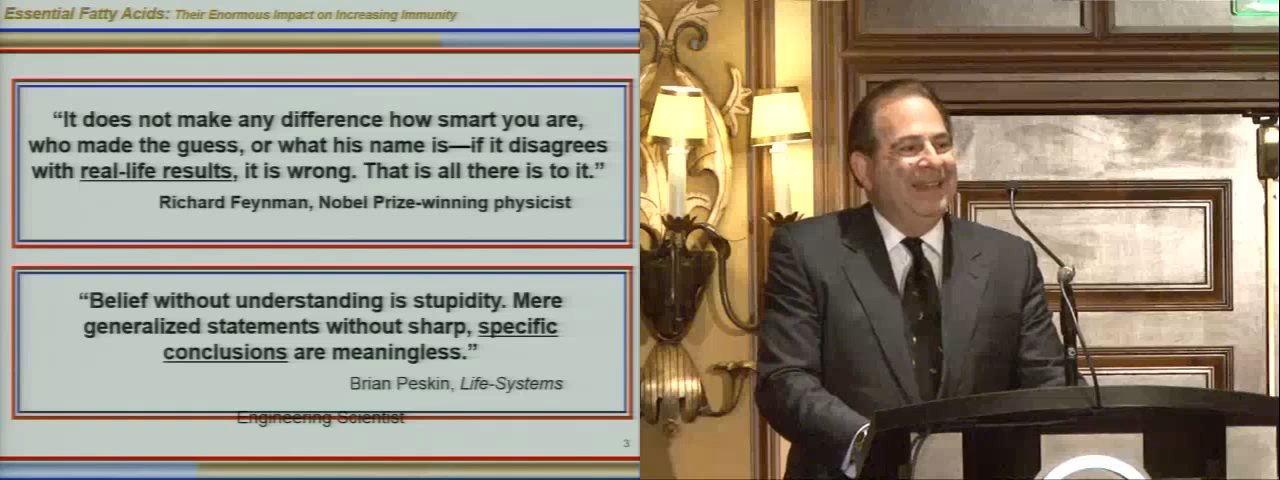 Essential Fatty Acids: Their Enormous Impact on Increasing Immunity
“It does not make any difference how smart you are,
who made the guess, or what his name is—if it disagrees
with real-life results, it is wrong. That is all there is to it.”
Richard Feynman, Nobel Prize-winning physicist
“Belief without understanding is stupidity. Mere
generalized statements without sharp, specific
conclusions are meaningless.”
Brian Peskin, Life-Systems
Engineering Scientist
3